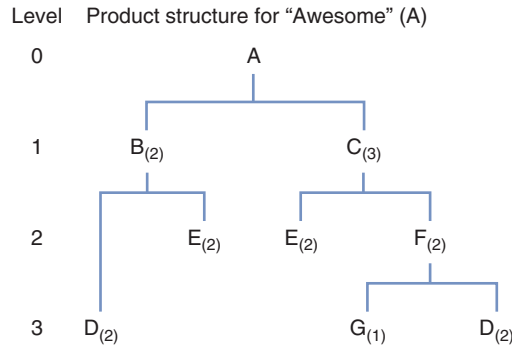 Level Product structure for “Awesome” (A)
0 A
1 B(2) C(3)
2 E(2) E(2) F(2)
3 D(2) G(1) D(2)